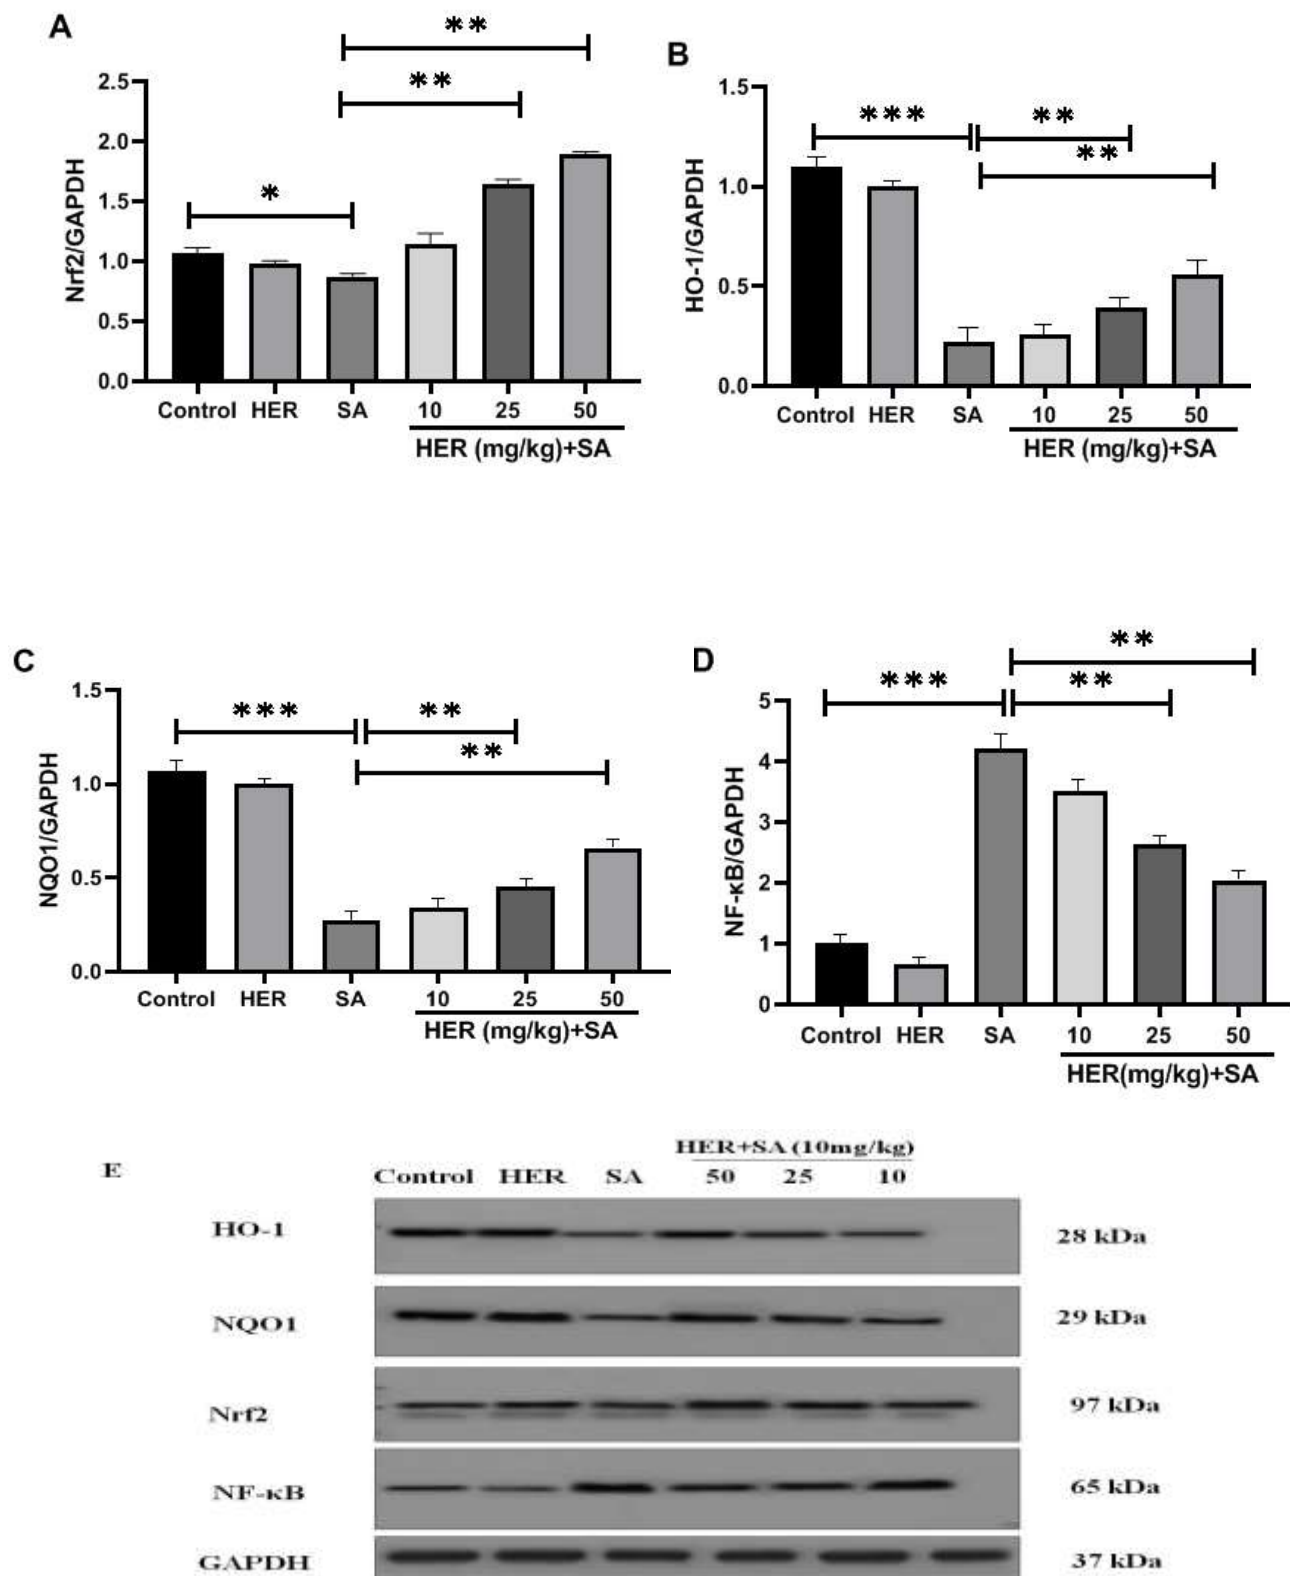 A
** 
**
*
2.5
2.0
1.5
1.0
0.5
0.0
Nrf2/GAPDH
Control HER SA 10 25 50
HER (mg/kg)+SA
B
*** **
**
1.5
1.0
0.5
0.0
HO-1/GAPDH
Control HER SA 10 25 50
HER (mg/kg)+SA
C
*** **
**
1.5
1.0
0.5
0.0
NQO1/GAPDH
Control HER SA 10 25 50
HER (mg/kg)+SA
D
**
*** **
5
4
3
2
1
0
NF-κB/GAPDH
Control HER SA 10 25 50
HER(mg/kg)+SA
E
HER+SA (10mg/kg)
Control HER SA 50 25 10
HO-1 28 kDa
NQO1 29 kDa
Nrf2 97 kDa
NF-κB 65 kDa
GAPDH 37 kDa